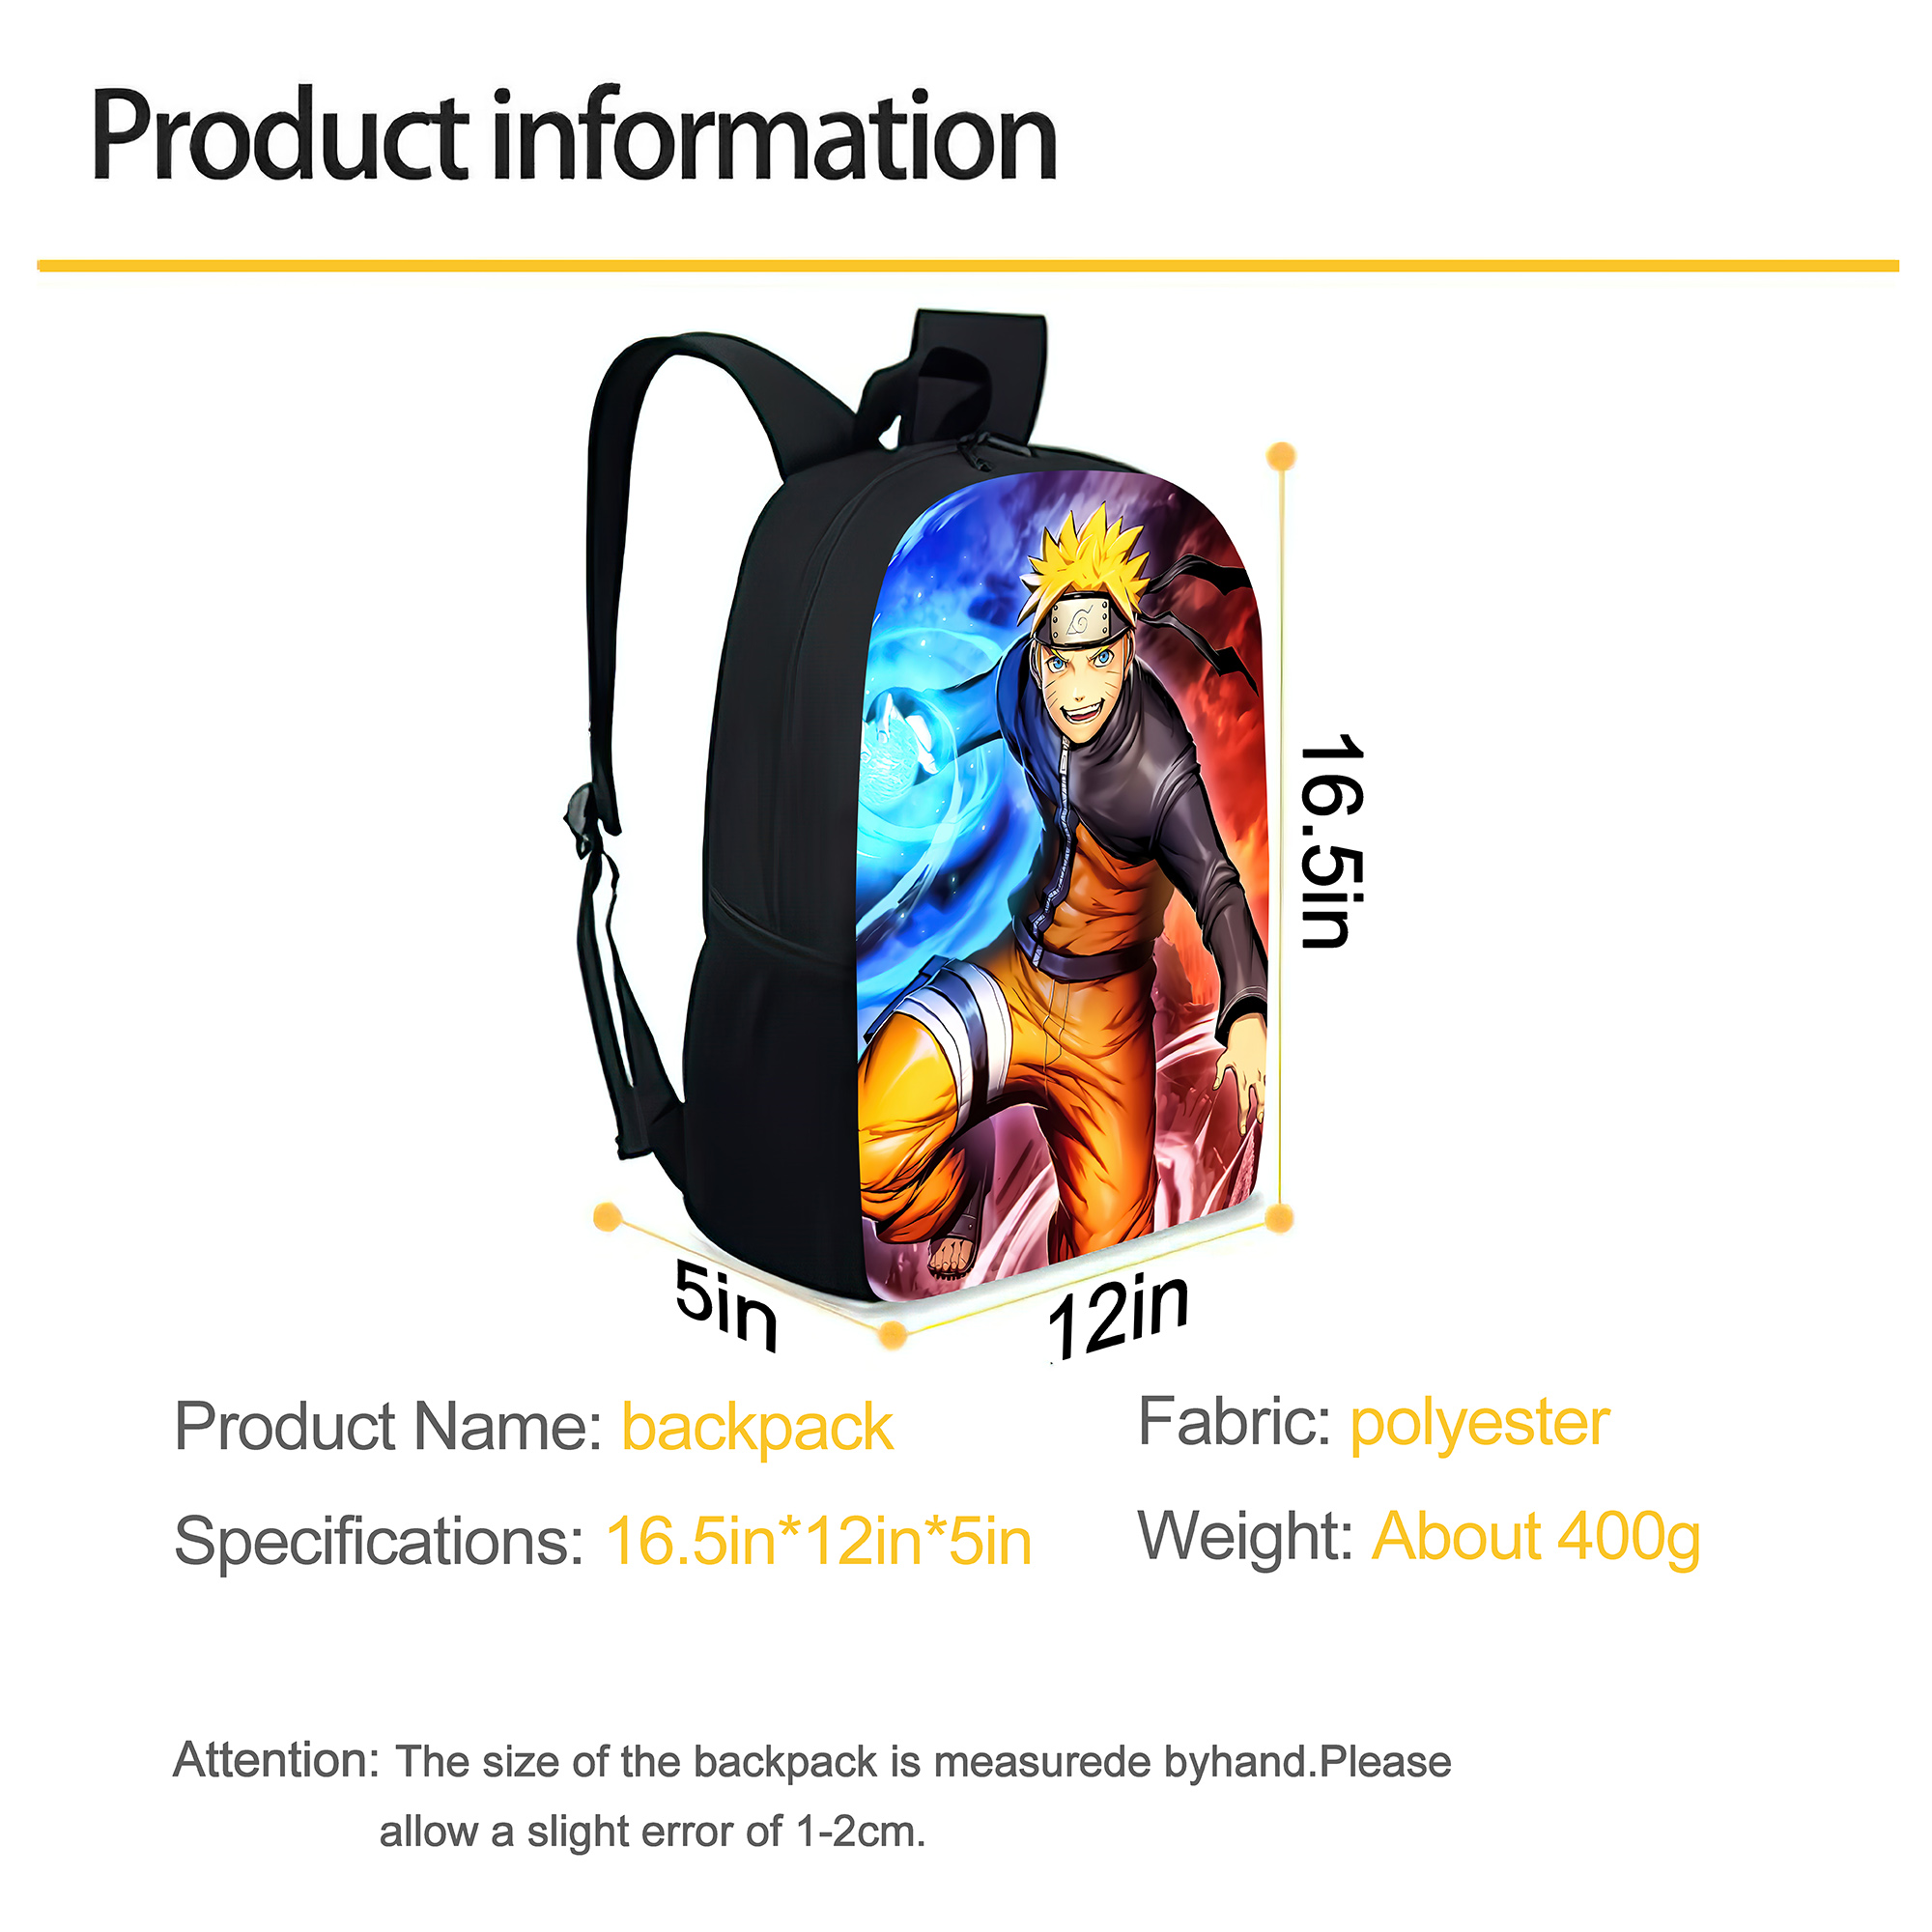 Product information
16.5in
5in
12in
Product Name: backpack
Fabric: polyester
Specifications: 16.5in*12in*5in
Weight: About 400g
Attention: The size of the backpack is measurede byhand.Please
allow a slight error of 1-2cm.